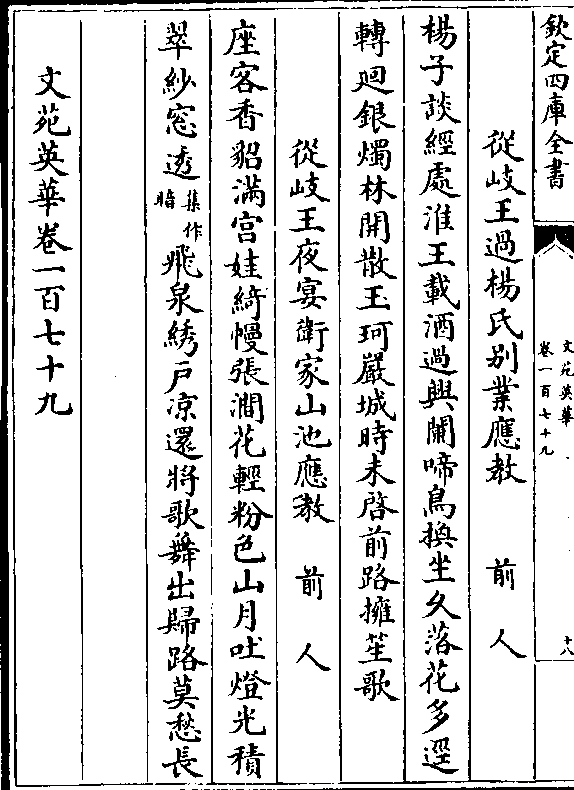 欽定四庫全書
文苑英華
卷一百七十九
十八
從岐王過楊氏别業應教　前人
楊子談經處淮王載酒過興闌啼鳥換坐久落花多逕
轉迴銀燭林開散玉珂嚴城時未啓前路擁笙歌
從岐王夜宴衛家山池應教　前人
座客香貂滿宫娃綺幔張澗花輕粉色山月吐燈光積
翠紗窓透集作暗飛泉綉戸凉還將歌舞出歸路莫愁長
文苑英華卷一百七十九